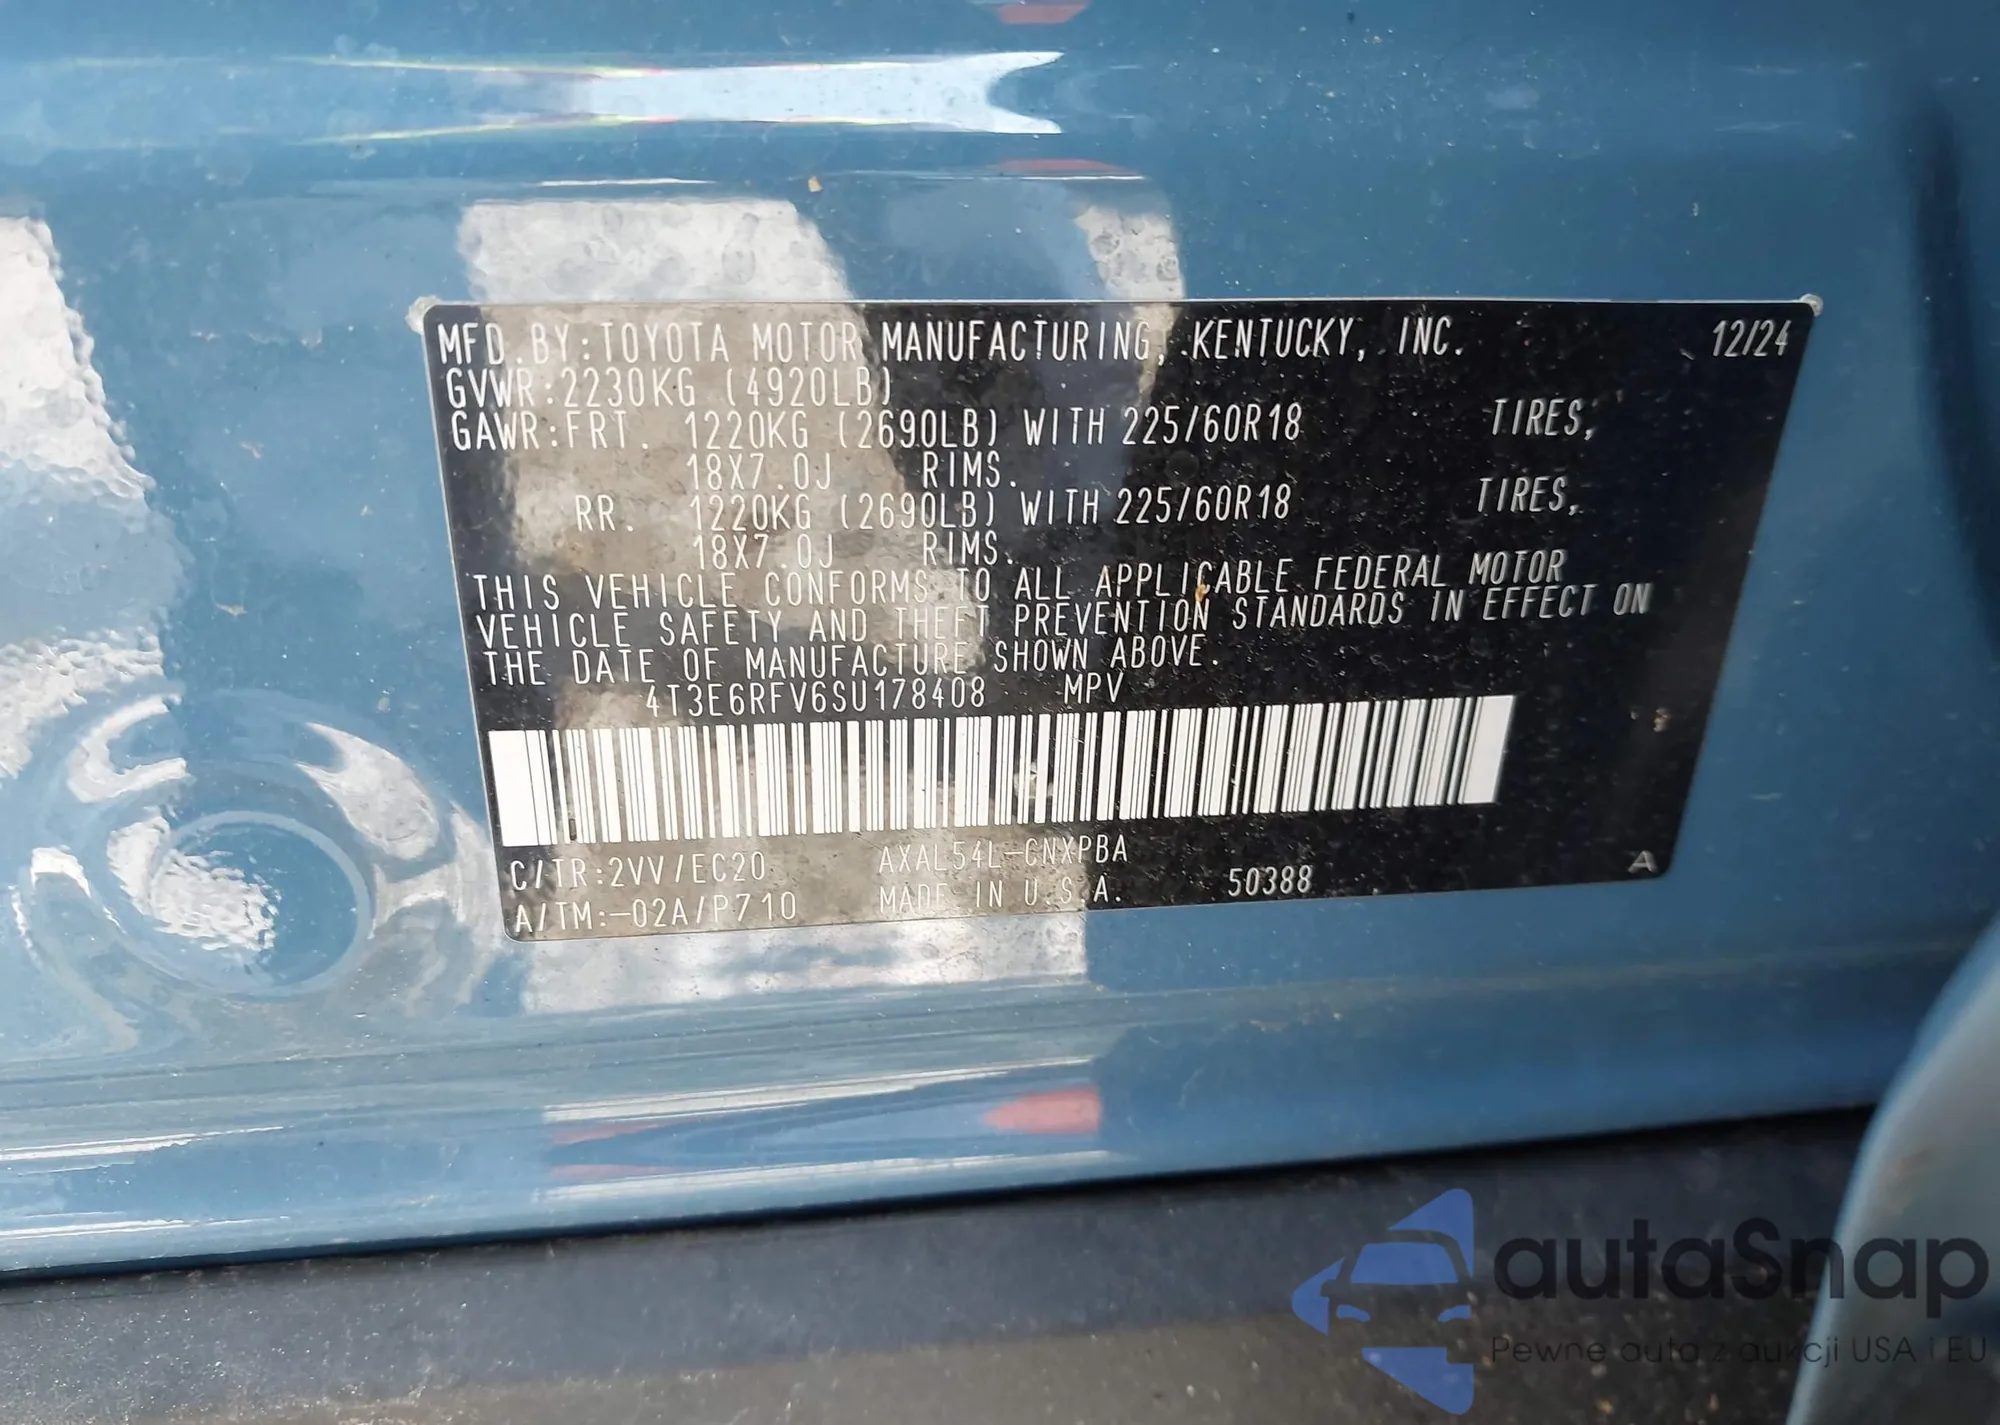 MFD.BY:TOYOTA MOTOR MANUFACTURING, KENTUCKY, INC. 12/24
GVWR:2230KG (4920LB)
GAWR:FRT. 1220KG (2690LB) WITH 225/60R18 TIRES,
18X7.0J RIMS.
RR. 1220KG (2690LB) WITH 225/60R18 TIRES,
18X7.0J RIMS.
THIS VEHICLE CONFORMS TO ALL APPLICABLE FEDERAL MOTOR
VEHICLE SAFETY AND THEFT PREVENTION STANDARDS IN EFFECT ON
THE DATE OF MANUFACTURE SHOWN ABOVE.
4T3E6RFV6SU178408 MPV
C/TR:2VV/EC20 AXAL54L-CNXPBA
A/TM:-02A/P710 MADE IN U.S.A. 50388 A
autaSnap
Pewne auta z aukcji USA i EU